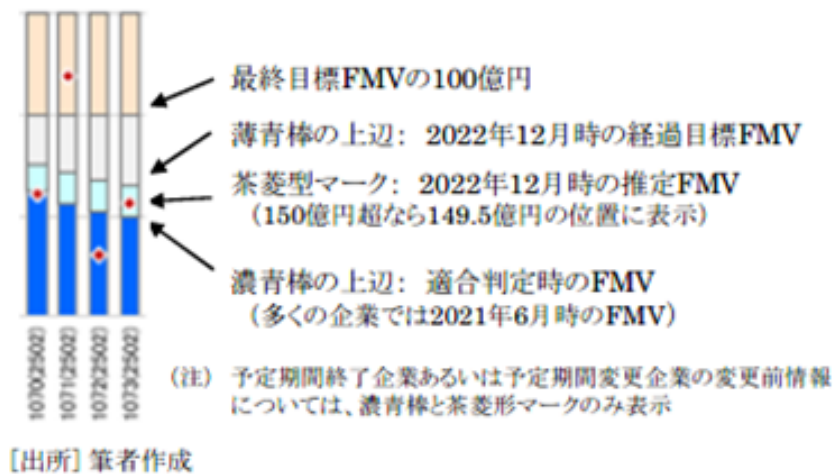 最終目標FMVの100億円
薄青棒の上辺： 2022年12月時の経過目標FMV
茶菱型マーク： 2022年12月時の推定FMV
（150億円超なら149.5億円の位置に表示）
濃青棒の上辺： 適合判定時のFMV
（多くの企業では2021年6月時のFMV）
1070(2502)
1071(2502)
1072(2502)
1073(2502)
（注） 予定期間終了企業あるいは予定期間変更企業の変更前情報
については、濃青棒と茶菱形マークのみ表示
［出所］筆者作成